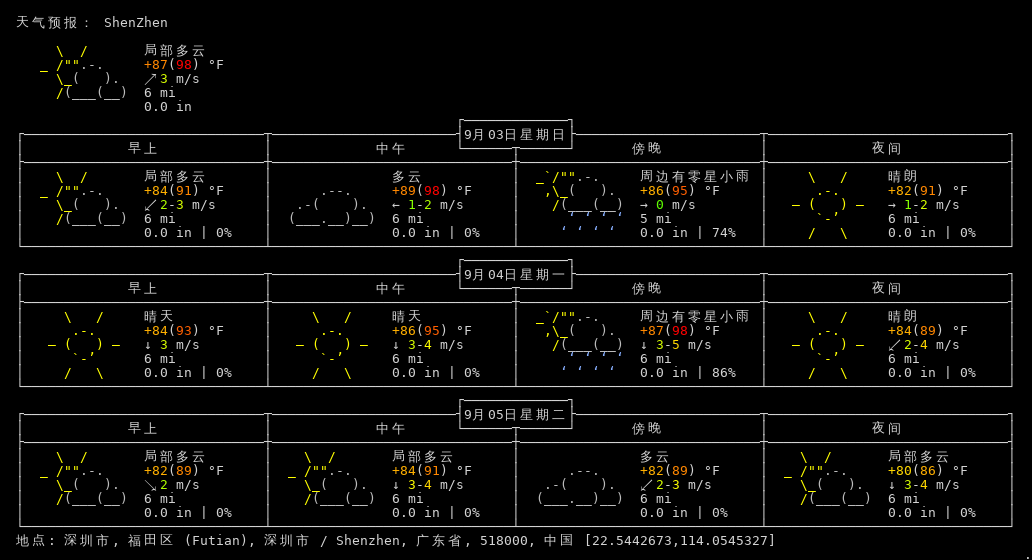 天气预报： ShenZhen
局部多云
+87(98) °F
↗ 3 m/s
6 mi
0.0 in
9月03日星期日
早上 中午 傍晚 夜间
局部多云 多云 周边有零星小雨 晴朗
+84(91) °F +89(98) °F +86(95) °F +82(91) °F
↙ 2-3 m/s ← 1-2 m/s → 0 m/s → 1-2 m/s
6 mi 6 mi 5 mi 6 mi
0.0 in | 0% 0.0 in | 0% 0.0 in | 74% 0.0 in | 0%
9月04日星期一
早上 中午 傍晚 夜间
晴天 晴天 周边有零星小雨 晴朗
+84(93) °F +86(95) °F +87(98) °F +84(89) °F
↓ 3 m/s ↓ 3-4 m/s ↓ 3-5 m/s ↙ 2-4 m/s
6 mi 6 mi 6 mi 6 mi
0.0 in | 0% 0.0 in | 0% 0.0 in | 86% 0.0 in | 0%
9月05日星期二
早上 中午 傍晚 夜间
局部多云 局部多云 多云 局部多云
+82(89) °F +84(91) °F +82(89) °F +80(86) °F
↘ 2 m/s ↓ 3-4 m/s ↙ 2-3 m/s ↓ 3-4 m/s
6 mi 6 mi 6 mi 6 mi
0.0 in | 0% 0.0 in | 0% 0.0 in | 0% 0.0 in | 0%
地点: 深圳市, 福田区 (Futian), 深圳市 / Shenzhen, 广东省, 518000, 中国 [22.5442673,114.0545327]